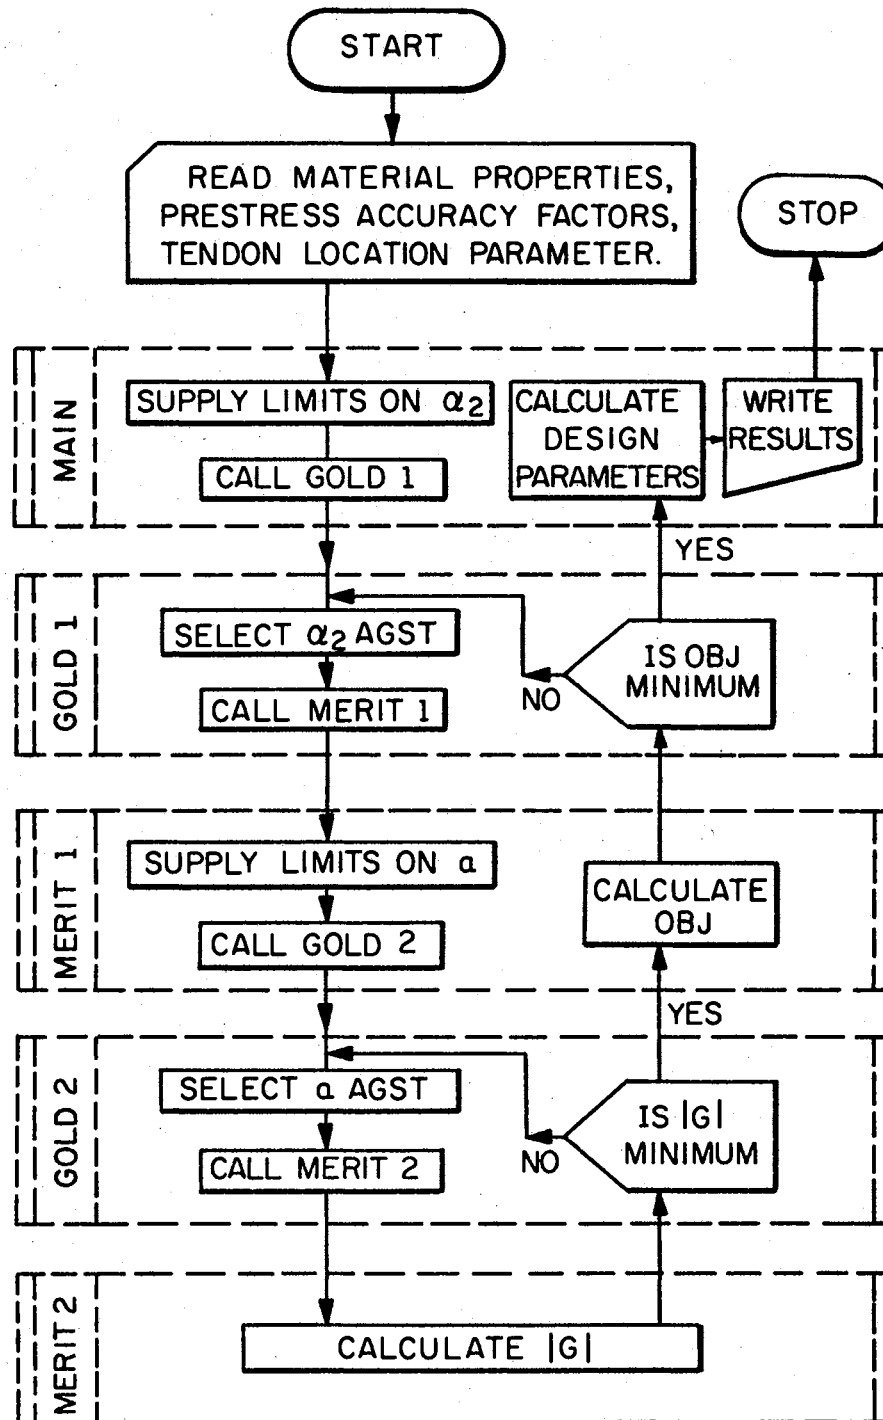 START
READ MATERIAL PROPERTIES,
PRESTRESS ACCURACY FACTORS,
TENDON LOCATION PARAMETER.
STOP
MAIN
SUPPLY LIMITS ON α₂
CALL GOLD 1
CALCULATE
DESIGN
PARAMETERS
WRITE
RESULTS
YES
GOLD 1
SELECT α₂ AGST
CALL MERIT 1
IS OBJ
MINIMUM
NO
MERIT 1
SUPPLY LIMITS ON a
CALL GOLD 2
CALCULATE
OBJ
YES
GOLD 2
SELECT a AGST
CALL MERIT 2
IS |G|
MINIMUM
NO
MERIT 2
CALCULATE |G|